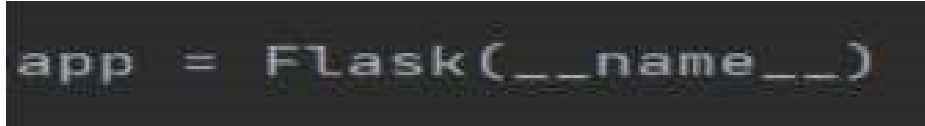 app = Flask(__name__)